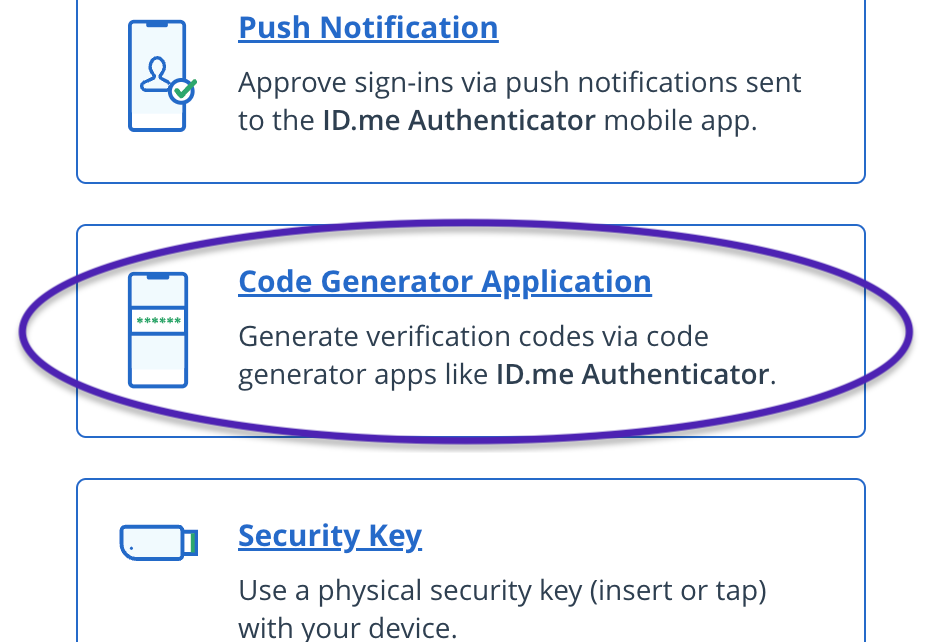 Push Notification
Approve sign-ins via push notifications sent
to the ID.me Authenticator mobile app.
******
Code Generator Application
Generate verification codes via code
generator apps like ID.me Authenticator.
Security Key
Use a physical security key (insert or tap)
with your device.